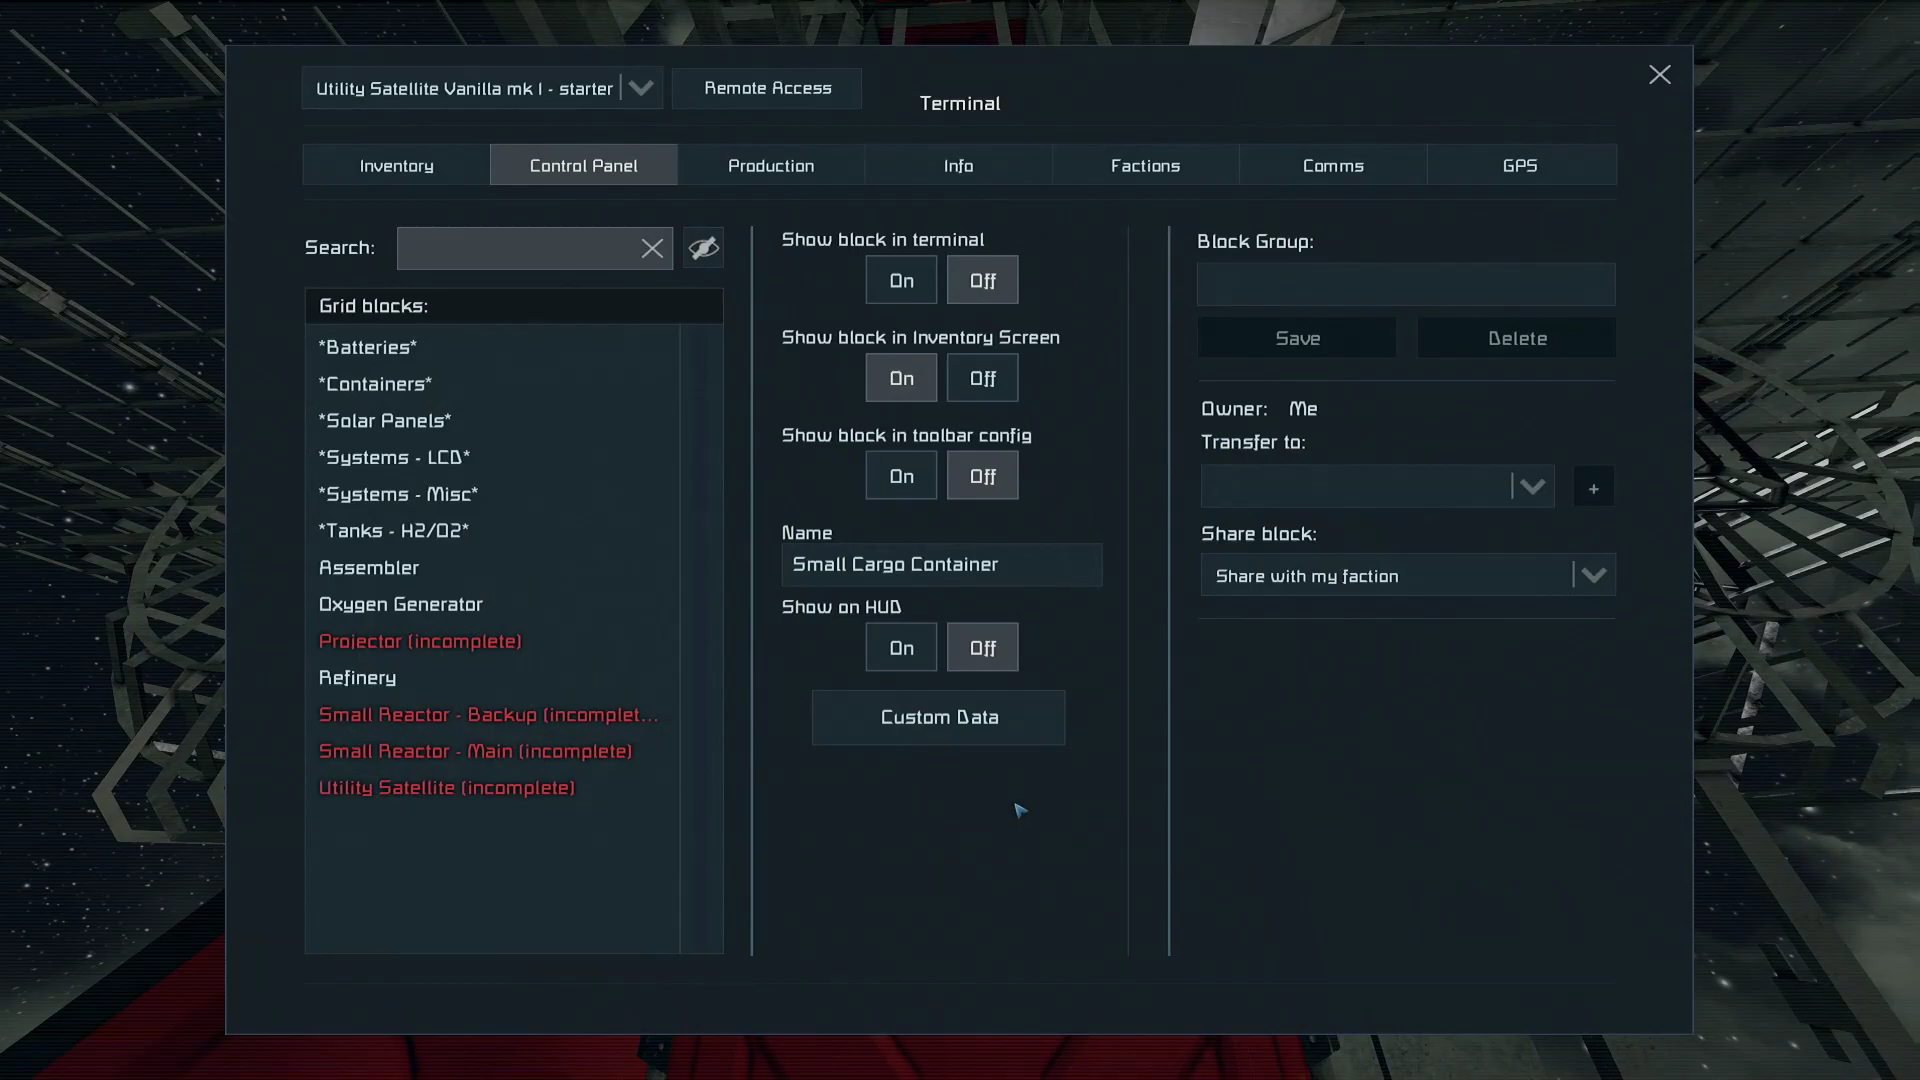 Utility Satellite Vanilla mk I - starter
Remote Access
Terminal
Inventory
Control Panel
Production
Info
Factions
Comms
GPS
Search:
Grid blocks:
*Batteries*
*Containers*
*Solar Panels*
*Systems - LCD*
*Systems - Misc*
*Tanks - H2/O2*
Assembler
Oxygen Generator
Projector (incomplete)
Refinery
Small Reactor - Backup (incomplet...
Small Reactor - Main (incomplete)
Utility Satellite (incomplete)
Show block in terminal
On Off
Show block in Inventory Screen
On Off
Show block in toolbar config
On Off
Name
Small Cargo Container
Show on HUD
On Off
Custom Data
Block Group:
Save Delete
Owner: Me
Transfer to:
+
Share block:
Share with my faction